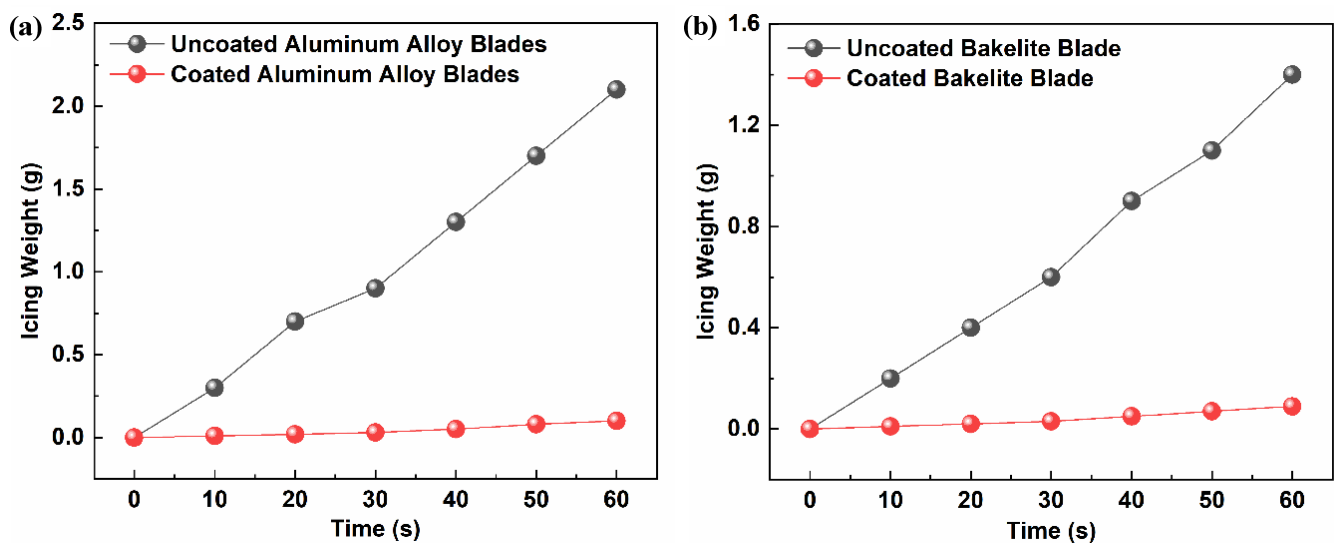 (a)
Uncoated Aluminum Alloy Blades
Coated Aluminum Alloy Blades
Icing Weight (g)
2.5
2.0
1.5
1.0
0.5
0.0
0 10 20 30 40 50 60
Time (s)
(b)
Uncoated Bakelite Blade
Coated Bakelite Blade
Icing Weight (g)
1.6
1.2
0.8
0.4
0.0
0 10 20 30 40 50 60
Time (s)